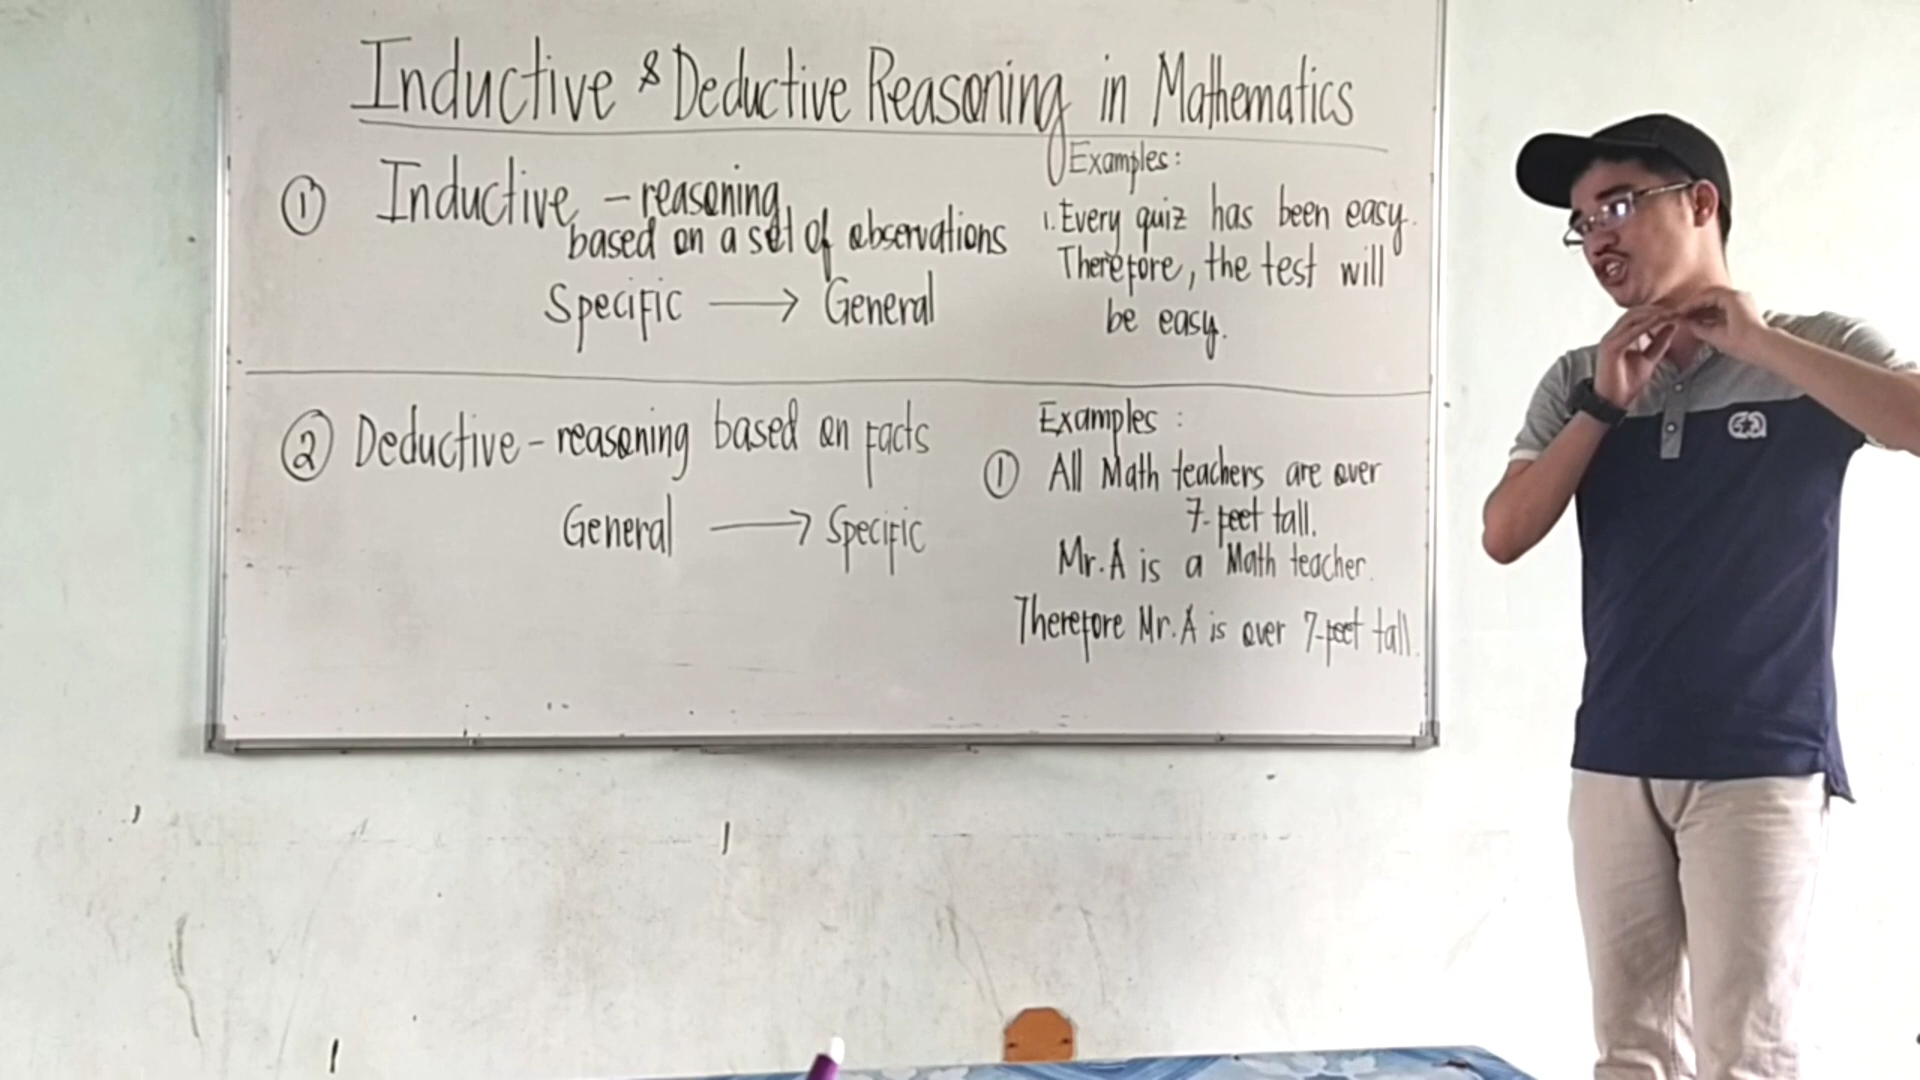 Inductive & Deductive Reasoning in Mathematics
① Inductive – reasoning
based on a set of observations
Specific → General
Examples:
1. Every quiz has been easy.
Therefore, the test will
be easy.
② Deductive – reasoning based on facts
General → Specific
Examples:
① All Math teachers are over
7-feet tall.
Mr. A is a Math teacher.
Therefore Mr. A is over 7-feet tall.